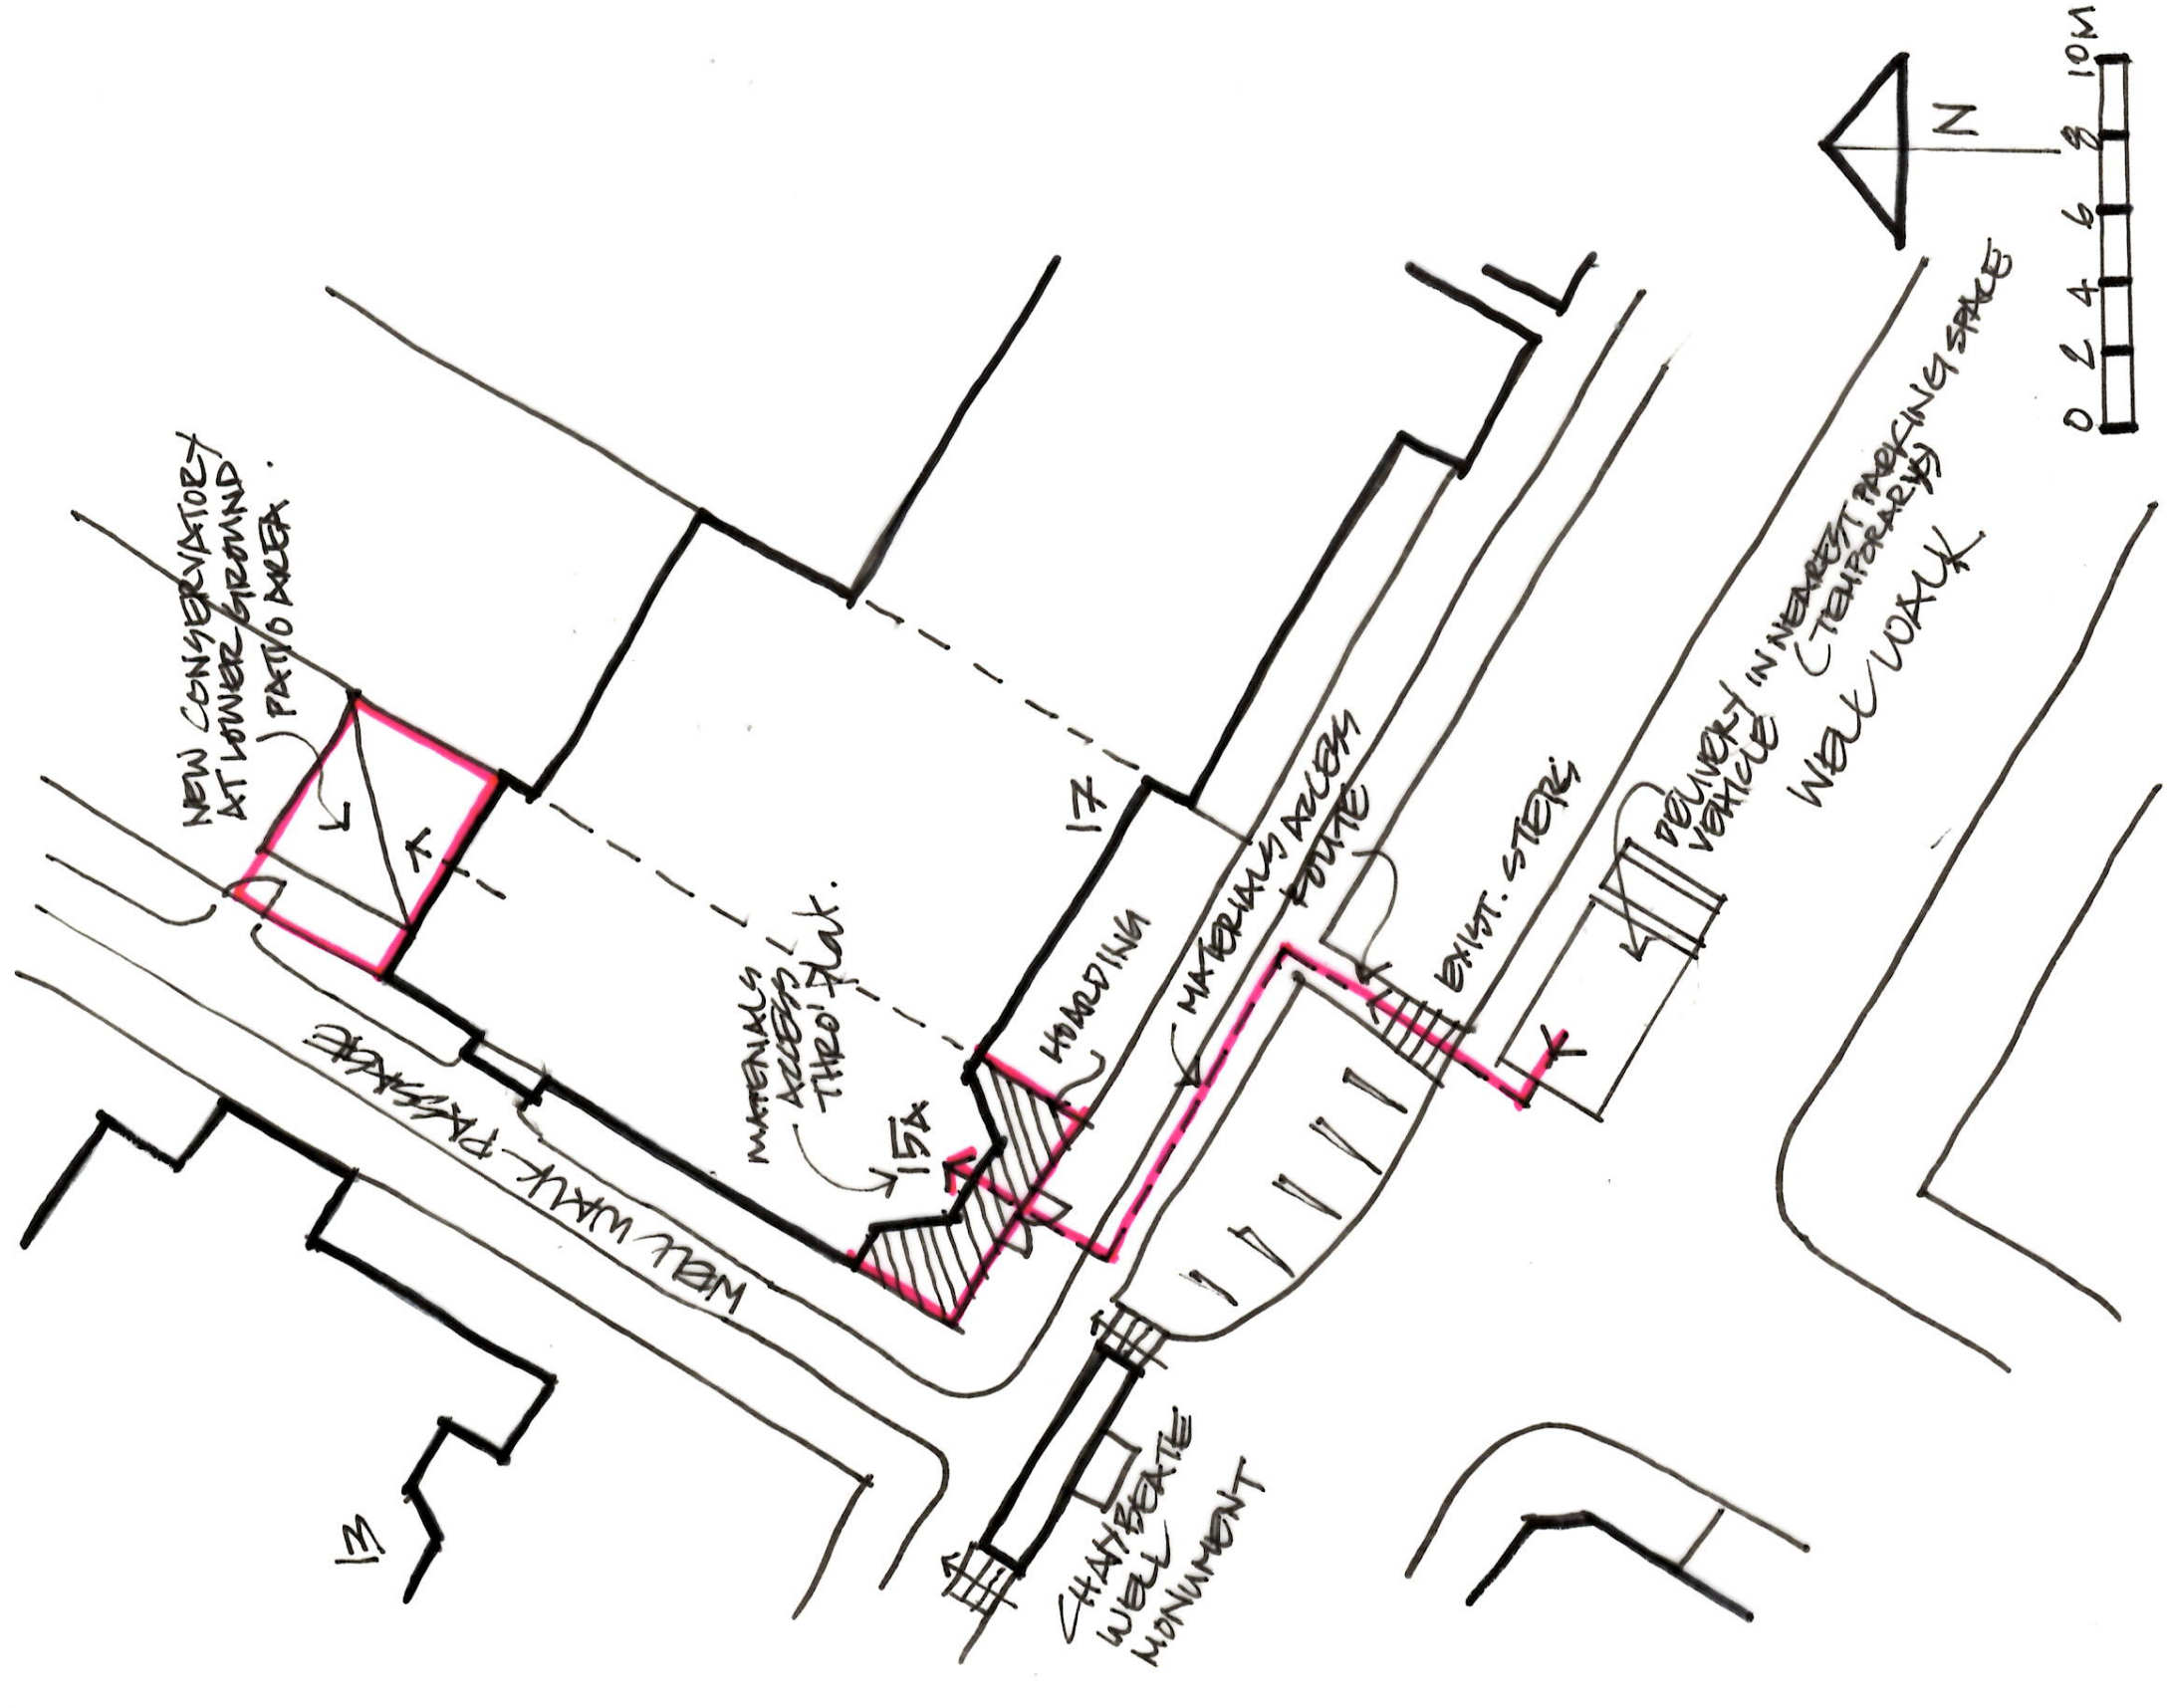 NEW CONSERVATORY
AT LOWER GROUND
PATIO AREA.
WELL WALK PASSAGE
MATERIALS
ACCESS
THRO' FLAT.
15A
17
HOARDING
MATERIALS ACCESS
ROUTE
EXIST. STEPS
DELIVERY IN NEAREST PARKING SPACE
VEHICLE (TEMPORARY)
WELL WALK
CHALYBEATE
WELL
MONUMENT
13
N
0 2 4 6 8 10M